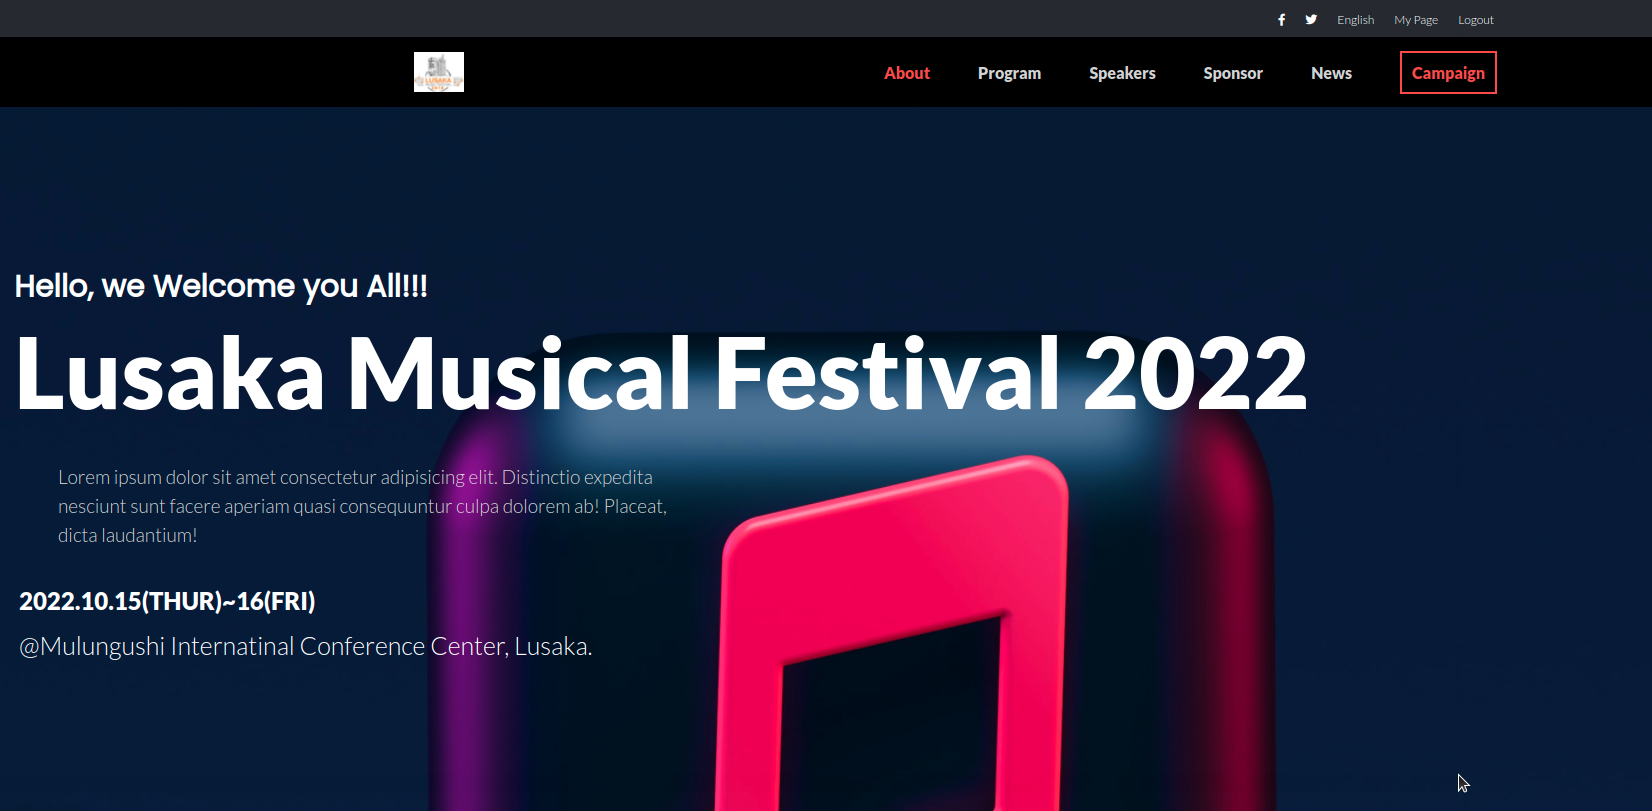 English My Page Logout
LUSAKA
About Program Speakers Sponsor News Campaign
Hello, we Welcome you All!!!
Lusaka Musical Festival 2022
Lorem ipsum dolor sit amet consectetur adipisicing elit. Distinctio expedita
nesciunt sunt facere aperiam quasi consequuntur culpa dolorem ab! Placeat,
dicta laudantium!
2022.10.15(THUR)~16(FRI)
@Mulungushi Internatinal Conference Center, Lusaka.